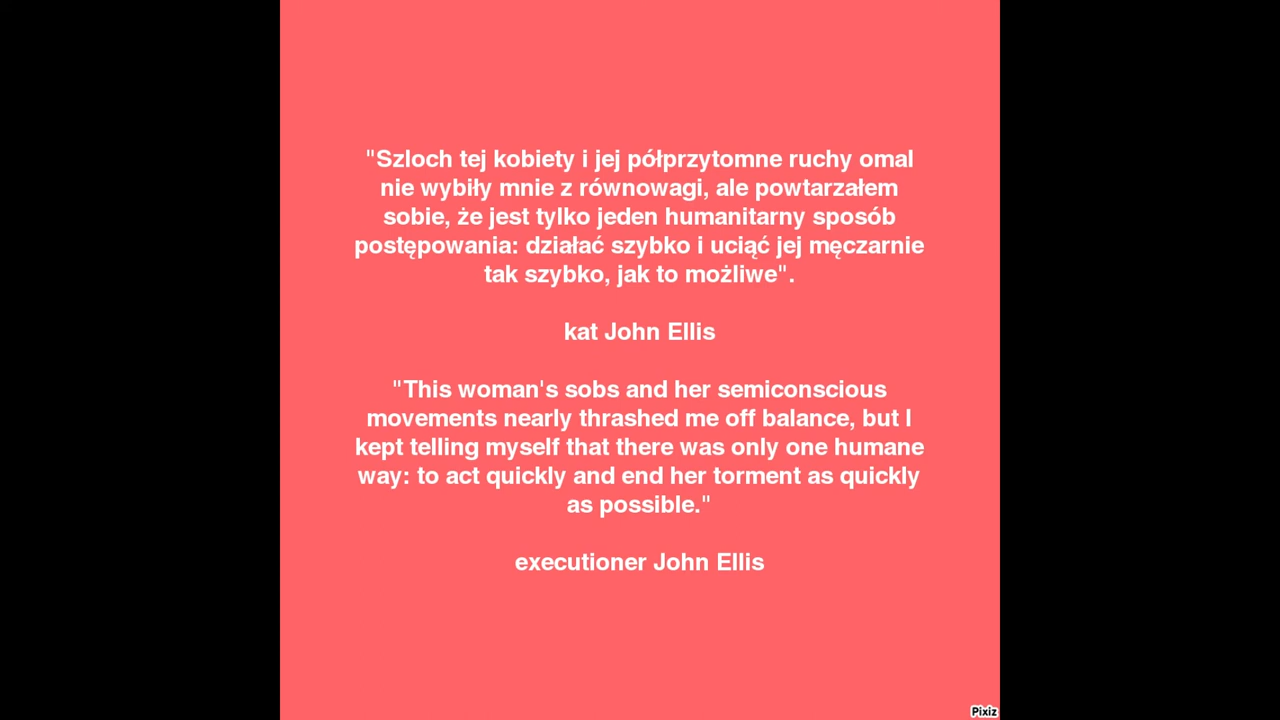 "Szloch tej kobiety i jej półprzytomne ruchy omal
nie wybiły mnie z równowagi, ale powtarzałem
sobie, że jest tylko jeden humanitarny sposób
postępowania: działać szybko i uciąć jej męczarnie
tak szybko, jak to możliwe".
kat John Ellis
"This woman's sobs and her semiconscious
movements nearly thrashed me off balance, but I
kept telling myself that there was only one humane
way: to act quickly and end her torment as quickly
as possible."
executioner John Ellis
Pixiz